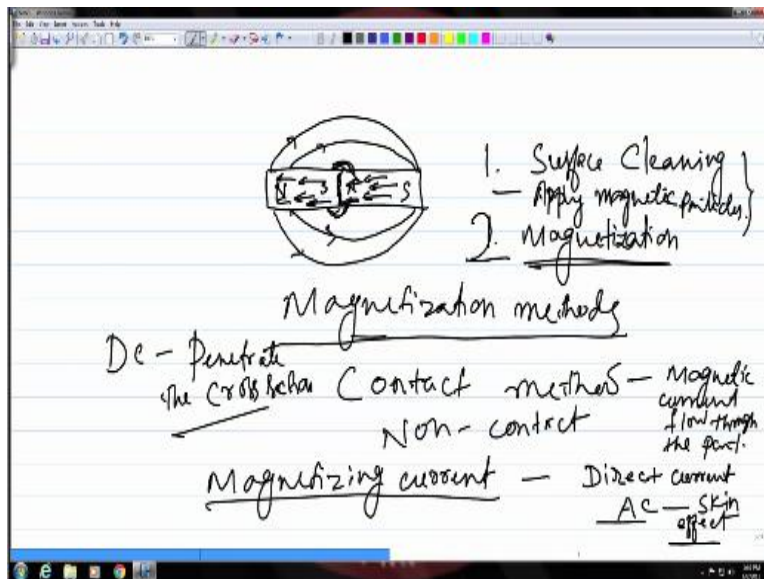 1. Surface Cleaning
— Apply magnetic particles.
2. Magnetization
N S N S
Magnetization methods
DC — Penetrate
the Cross Section
Contact method — Magnetic
current
flow through
the part.
Non-contact
Magnetizing current — Direct current
AC — Skin
effect